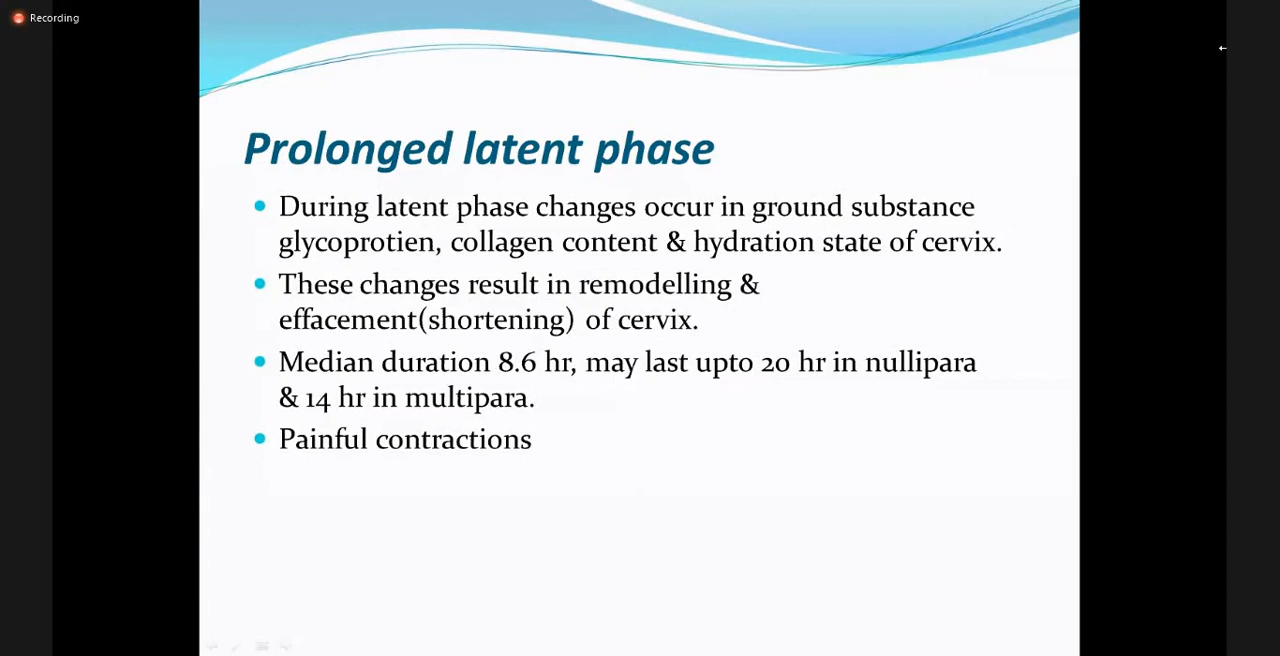 Recording
Prolonged latent phase
During latent phase changes occur in ground substance
glycoprotien, collagen content & hydration state of cervix.
These changes result in remodelling &
effacement(shortening) of cervix.
Median duration 8.6 hr, may last upto 20 hr in nullipara
& 14 hr in multipara.
Painful contractions